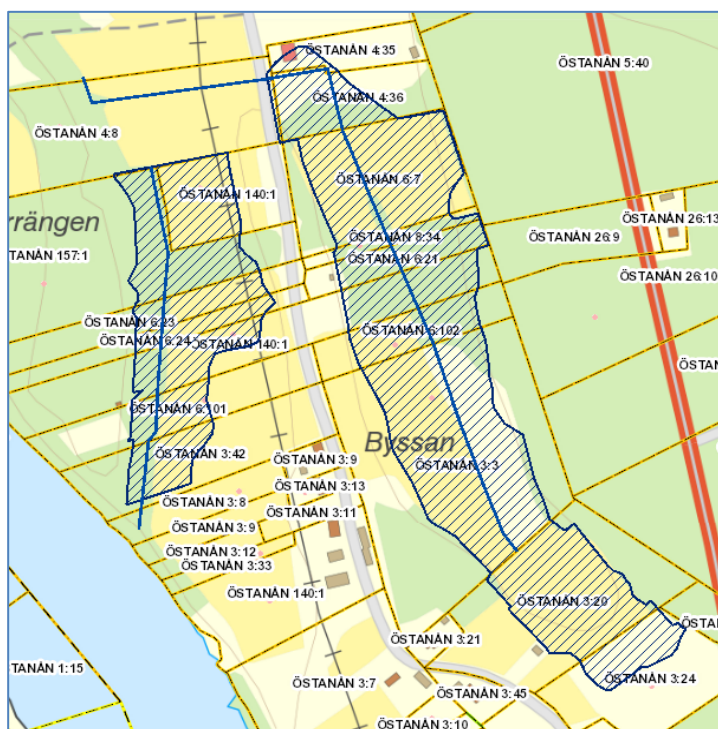 ÖSTANÅN 4:35
ÖSTANÅN 5:40
ÖSTANÅN 4:36
ÖSTANÅN 4:8
ÖSTANÅN 6:7
ÖSTANÅN 140:1
ÖSTANÅN 26:13
rrängen
ÖSTANÅN 8:34
ÖSTANÅN 26:9
TANÅN 157:1
ÖSTANÅN 6:21
ÖSTANÅN 26:10
ÖSTANÅN 6:23
ÖSTANÅN 6:102
ÖSTANÅN 6:24
ÖSTANÅN 140:1
ÖSTAN
ÖSTANÅN 6:101
Byssan
ÖSTANÅN 3:42
ÖSTANÅN 3:9
ÖSTANÅN 3:3
ÖSTANÅN 3:13
ÖSTANÅN 3:8
ÖSTANÅN 3:11
ÖSTANÅN 3:9
ÖSTANÅN 3:12
ÖSTANÅN 3:33
ÖSTANÅN 140:1
ÖSTANÅN 3:20
ÖSTAN
ÖSTANÅN 3:21
TANÅN 1:15
ÖSTANÅN 3:7
ÖSTANÅN 3:24
ÖSTANÅN 3:45
ÖSTANÅN 3:10